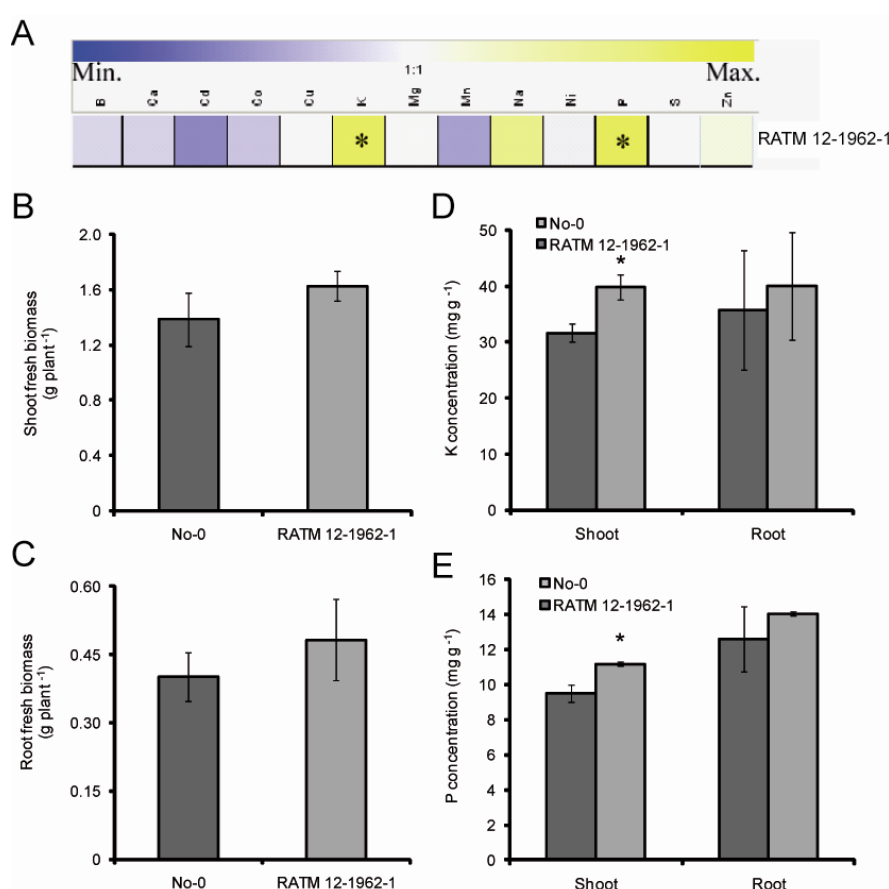 A
Min.
1:1
Max.
B Ca Cd Co Cu K Mg Mn Na Ni P S Zn
* *
RATM 12-1962-1
B
2.0
1.6
1.2
0.8
0.4
0
Shoot fresh biomass
(g plant -1)
No-0 RATM 12-1962-1
C
0.60
0.45
0.30
0.15
0
Root fresh biomass
(g plant -1)
No-0 RATM 12-1962-1
D
No-0
RATM 12-1962-1
*
50
40
30
20
10
0
K concentration (mg g-1)
Shoot Root
E
No-0
RATM 12-1962-1
*
16
14
12
10
8
6
4
2
0
P concentration (mg g-1)
Shoot Root